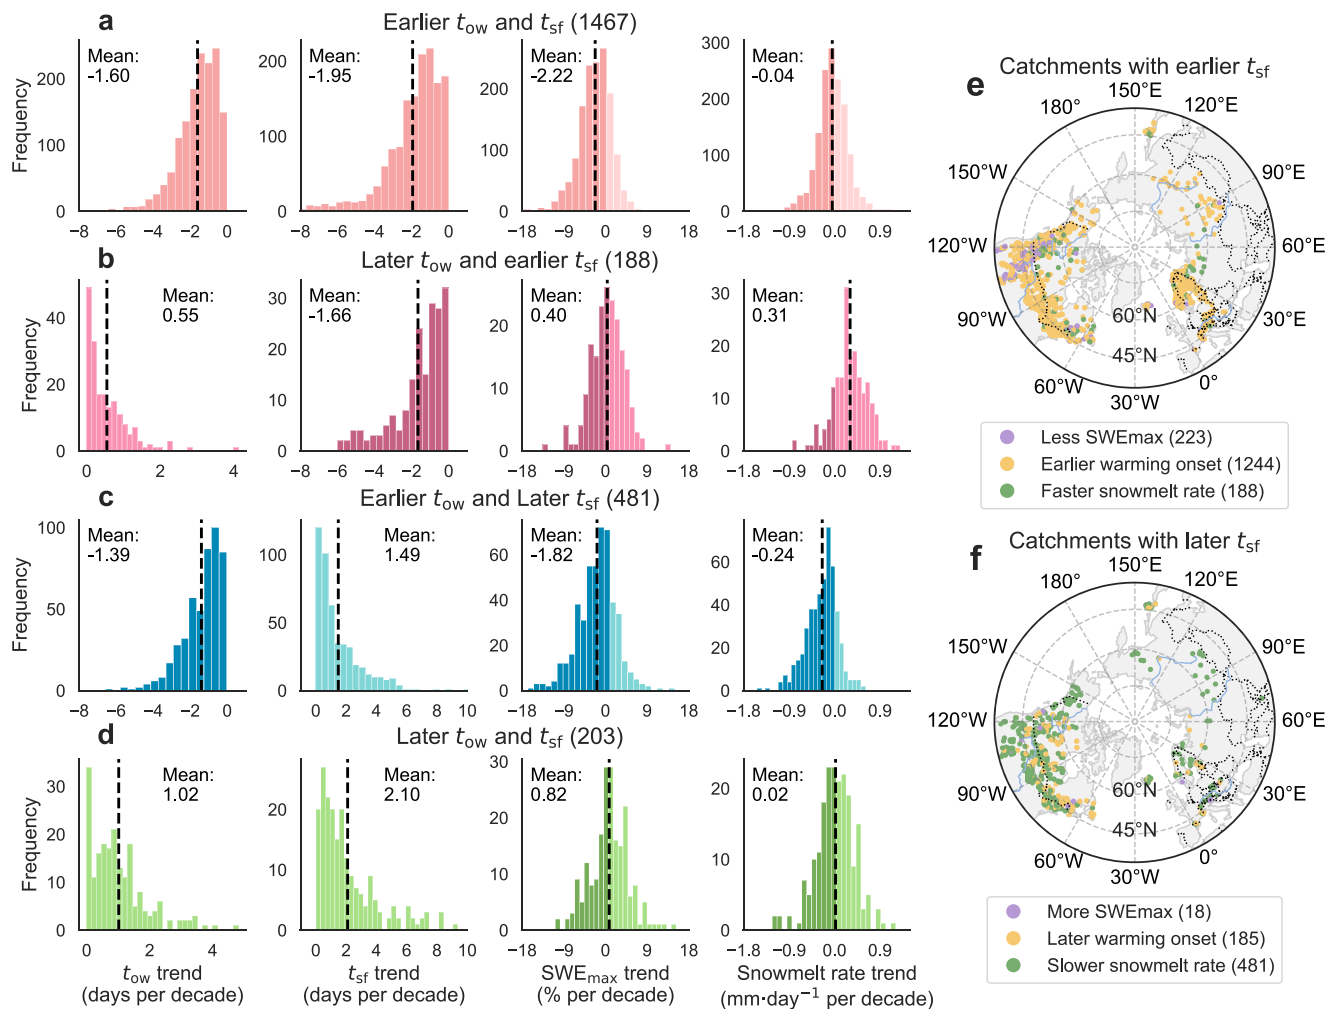 a
Earlier tow and tsf (1467)
Mean:
-1.60
Mean:
-1.95
Mean:
-2.22
Mean:
-0.04
Frequency
200
100
0
−8 −6 −4 −2 0
200
100
0
−8 −6 −4 −2 0
200
100
0
−18 −9 0 9 18
300
200
100
0
−1.8 −0.9 0.0 0.9
b
Later tow and earlier tsf (188)
Mean:
0.55
Mean:
-1.66
Mean:
0.40
Mean:
0.31
Frequency
40
20
0
0 2 4
30
20
10
0
−8 −6 −4 −2 0
20
10
0
−18 −9 0 9 18
30
20
10
0
−1.8 −0.9 0.0 0.9
c
Earlier tow and Later tsf (481)
Mean:
-1.39
Mean:
1.49
Mean:
-1.82
Mean:
-0.24
Frequency
100
50
0
−8 −6 −4 −2 0
100
50
0
0 2 4 6 8 10
60
40
20
0
−18 −9 0 9 18
60
40
20
0
−1.8 −0.9 0.0 0.9
d
Later tow and tsf (203)
Mean:
1.02
Mean:
2.10
Mean:
0.82
Mean:
0.02
Frequency
30
20
10
0
0 2 4
20
10
0
0 2 4 6 8 10
30
20
10
0
−18 −9 0 9 18
20
10
0
−1.8 −0.9 0.0 0.9
tow trend
(days per decade)
tsf trend
(days per decade)
SWEmax trend
(% per decade)
Snowmelt rate trend
(mm·day⁻¹ per decade)
e
Catchments with earlier tsf
150°E
180°
120°E
150°W
90°E
120°W
60°E
90°W
60°N
30°E
45°N
60°W
0°
30°W
Less SWEmax (223)
Earlier warming onset (1244)
Faster snowmelt rate (188)
f
Catchments with later tsf
150°E
180°
120°E
150°W
90°E
120°W
60°E
90°W
60°N
30°E
45°N
60°W
0°
30°W
More SWEmax (18)
Later warming onset (185)
Slower snowmelt rate (481)